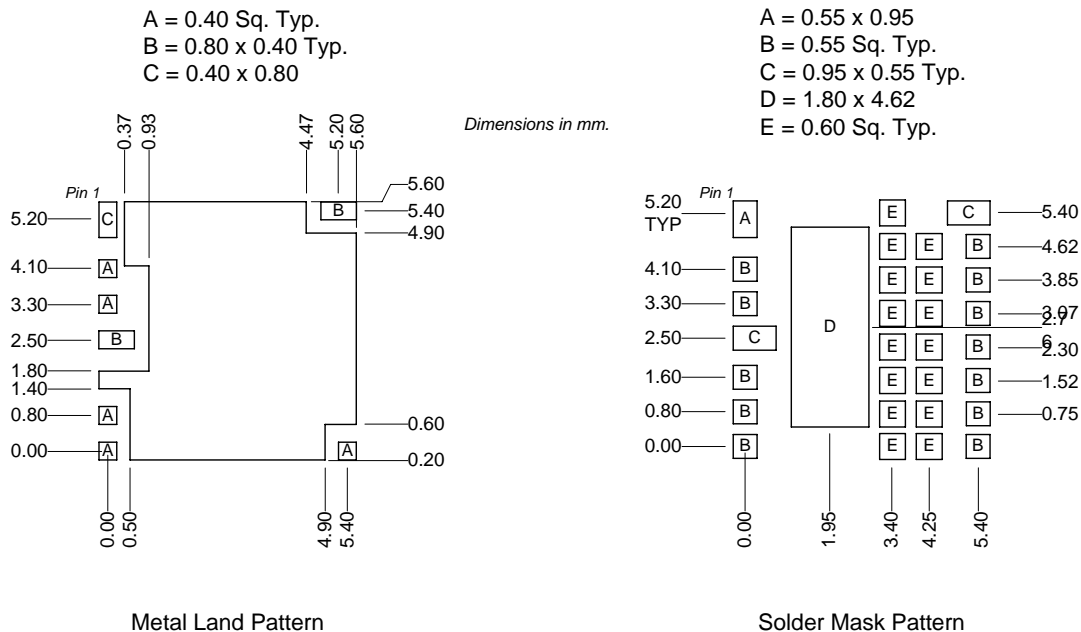 A = 0.40 Sq. Typ.
B = 0.80 x 0.40 Typ.
C = 0.40 x 0.80
A = 0.55 x 0.95
B = 0.55 Sq. Typ.
C = 0.95 x 0.55 Typ.
D = 1.80 x 4.62
E = 0.60 Sq. Typ.
Dimensions in mm.
0.37
0.93
4.47
5.20
5.60
Pin 1
5.60
5.20
C
B
5.40
4.90
4.10
A
3.30
A
2.50
B
1.80
1.40
0.80
A
0.60
0.00
A
A
0.20
0.00
0.50
4.90
5.40
Pin 1
5.20
TYP
A
E
C
5.40
E
E
B
4.62
4.10
B
E
E
B
3.85
3.30
B
E
E
B
3.07
D
2.76
2.50
C
E
E
B
2.30
1.60
B
E
E
B
1.52
0.80
B
E
E
B
0.75
0.00
B
E
E
B
0.00
1.95
3.40
4.25
5.40
Metal Land Pattern
Solder Mask Pattern